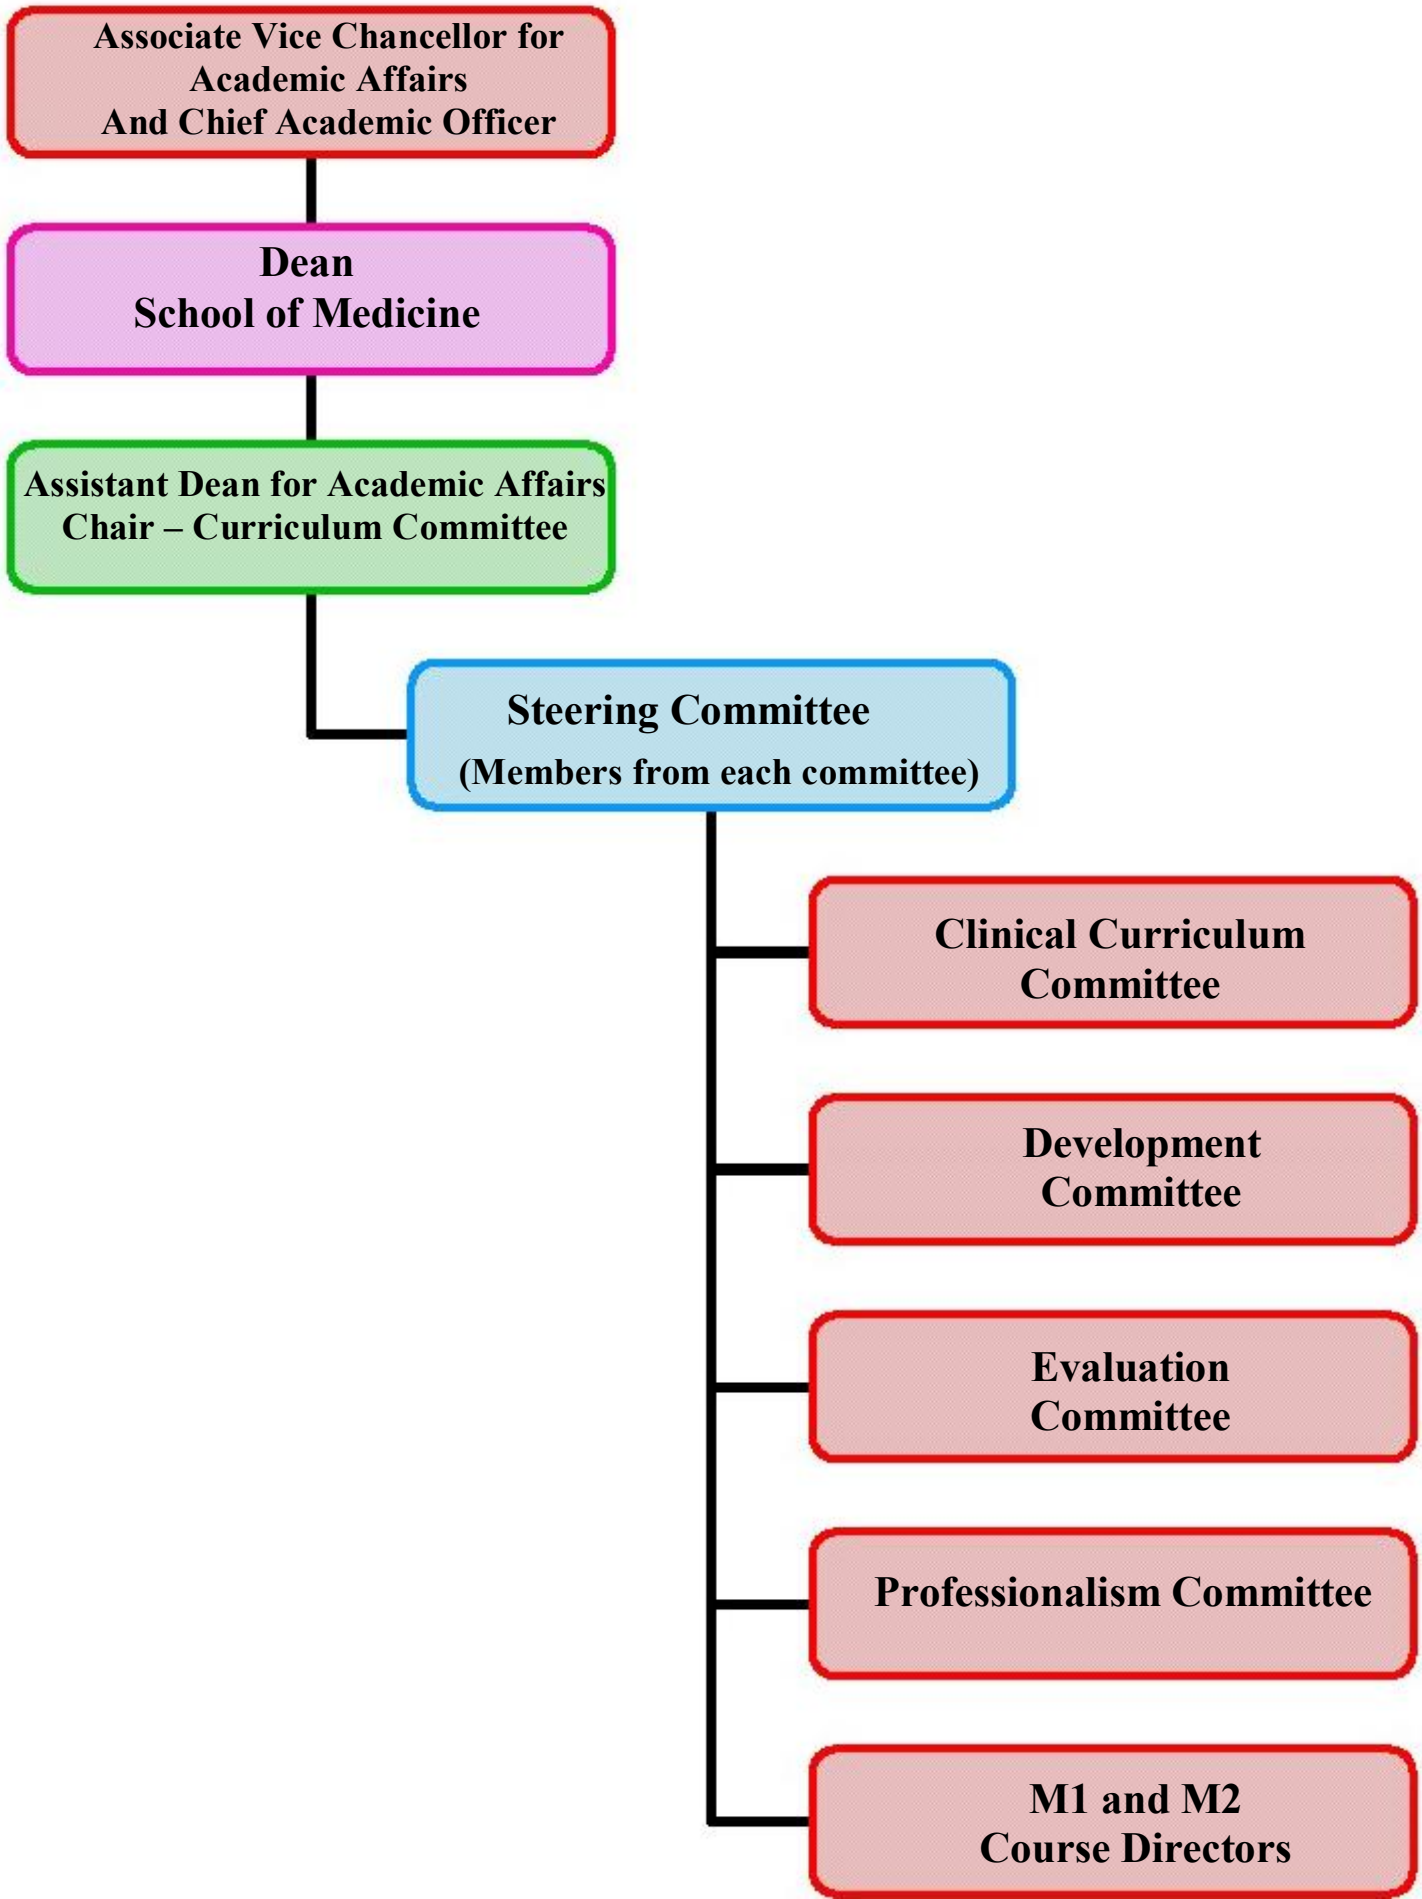 Associate Vice Chancellor for
Academic Affairs
And Chief Academic Officer
Dean
School of Medicine
Assistant Dean for Academic Affairs
Chair – Curriculum Committee
Steering Committee
(Members from each committee)
Clinical Curriculum
Committee
Development
Committee
Evaluation
Committee
Professionalism Committee
M1 and M2
Course Directors